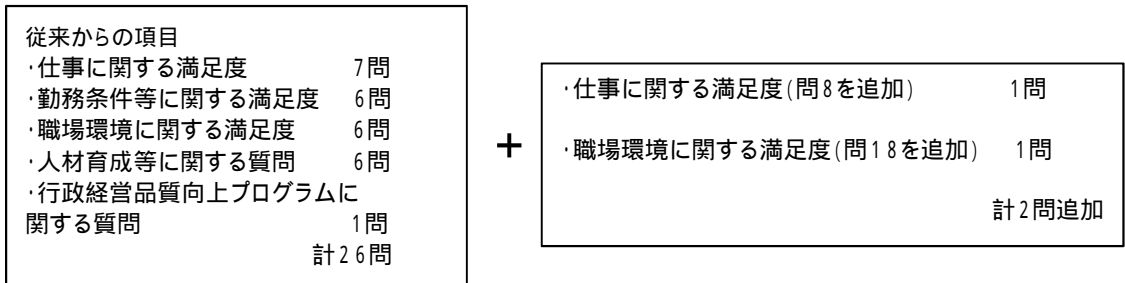 従来からの項目
·仕事に関する満足度 7問
·勤務条件等に関する満足度 6問
·職場環境に関する満足度 6問
·人材育成等に関する質問 6問
·行政経営品質向上プログラムに
関する質問 1問
計26問
+
·仕事に関する満足度(問8を追加) 1問
·職場環境に関する満足度(問18を追加) 1問
計2問追加